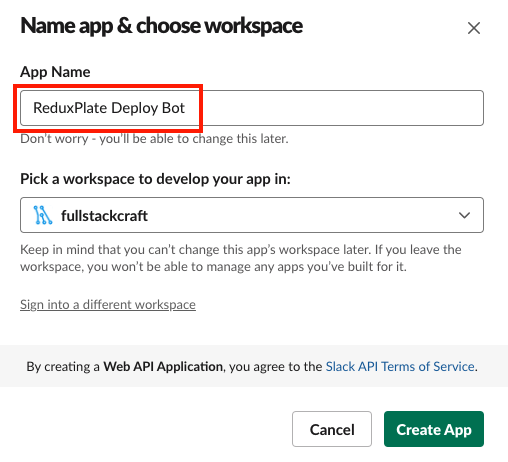 Name app & choose workspace
App Name
ReduxPlate Deploy Bot
Don't worry - you'll be able to change this later.
Pick a workspace to develop your app in:
fullstackcraft
Keep in mind that you can't change this app's workspace later. If you leave the
workspace, you won't be able to manage any apps you've built for it.
Sign into a different workspace
By creating a Web API Application, you agree to the Slack API Terms of Service.
Cancel
Create App